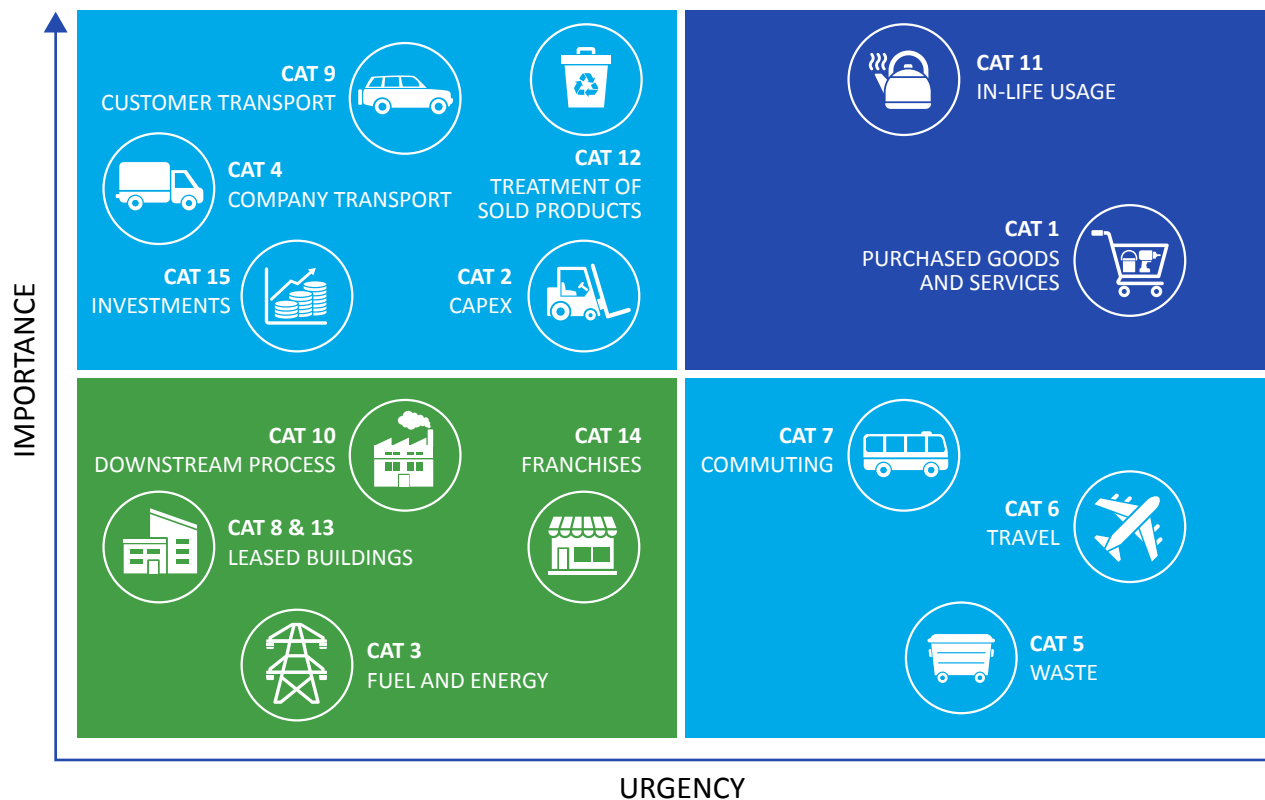 IMPORTANCE
CAT 9
CUSTOMER TRANSPORT
CAT 4
COMPANY TRANSPORT
CAT 12
TREATMENT OF
SOLD PRODUCTS
CAT 15
INVESTMENTS
CAT 2
CAPEX
CAT 11
IN-LIFE USAGE
CAT 1
PURCHASED GOODS
AND SERVICES
CAT 10
DOWNSTREAM PROCESS
CAT 14
FRANCHISES
CAT 8 & 13
LEASED BUILDINGS
CAT 3
FUEL AND ENERGY
CAT 7
COMMUTING
CAT 6
TRAVEL
CAT 5
WASTE
URGENCY